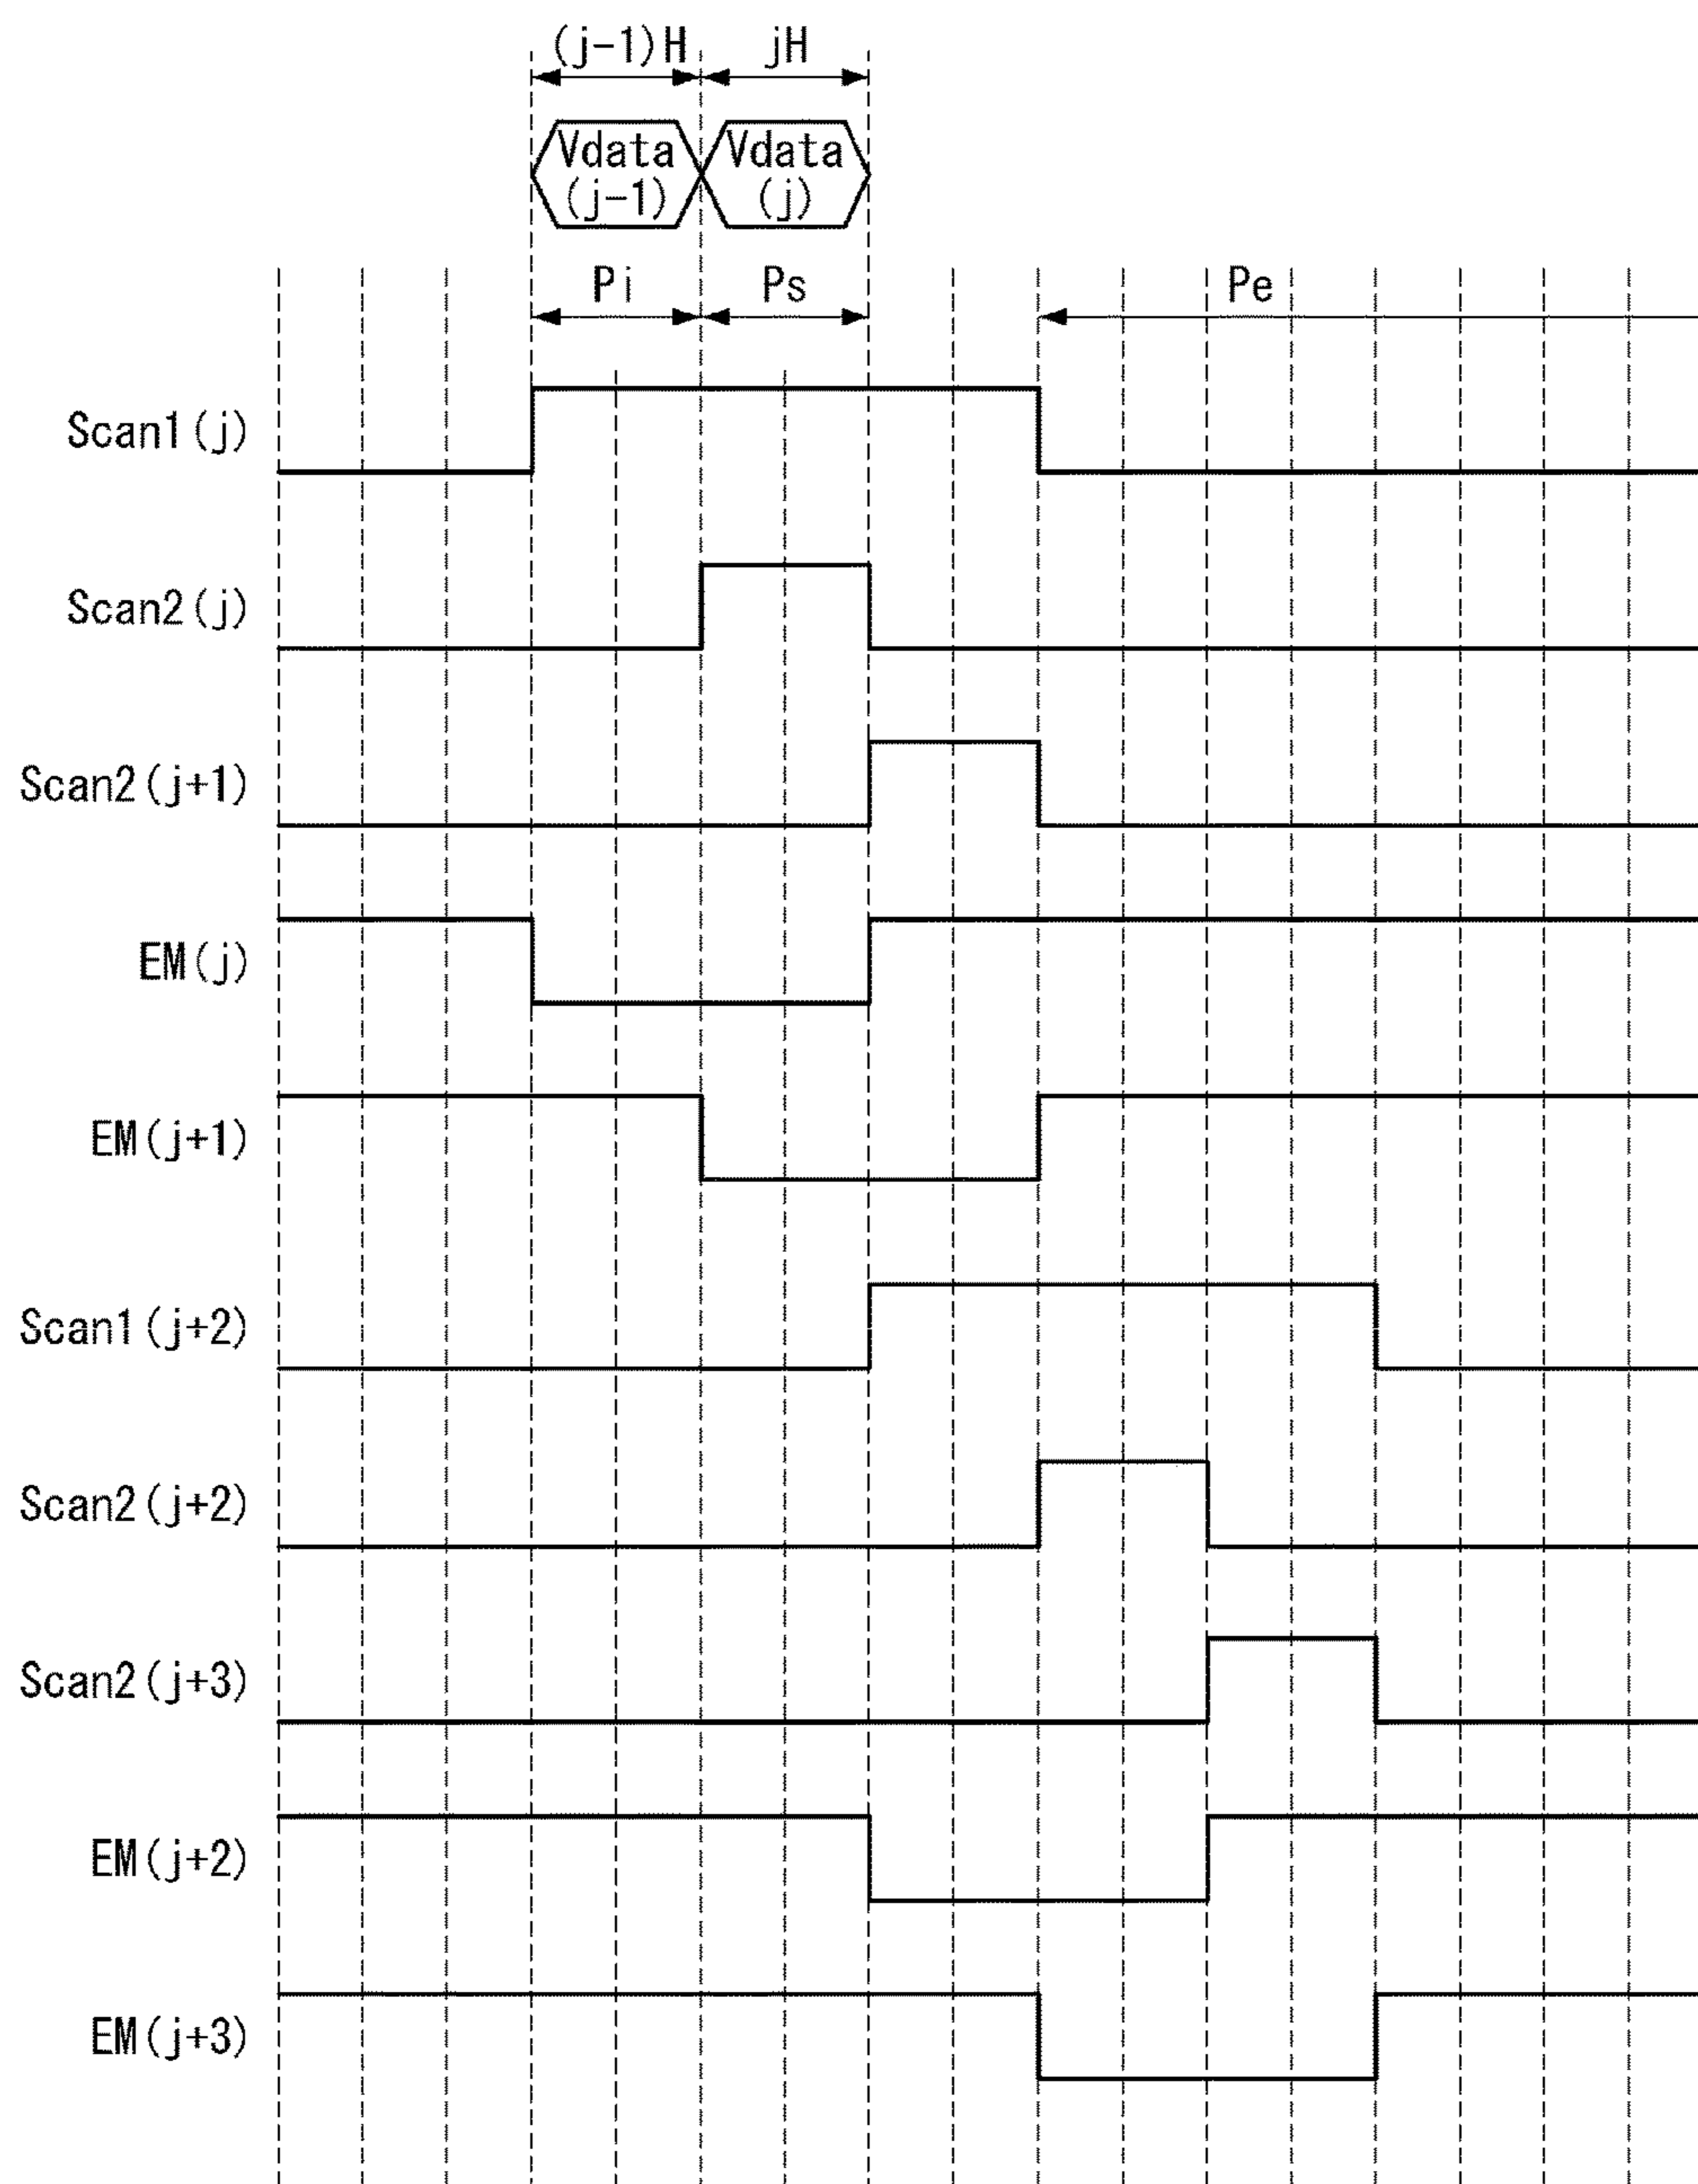 (j-1)H jH
Vdata Vdata
(j-1) (j)
Pi Ps Pe
Scan1(j)
Scan2(j)
Scan2(j+1)
EM(j)
EM(j+1)
Scan1(j+2)
Scan2(j+2)
Scan2(j+3)
EM(j+2)
EM(j+3)